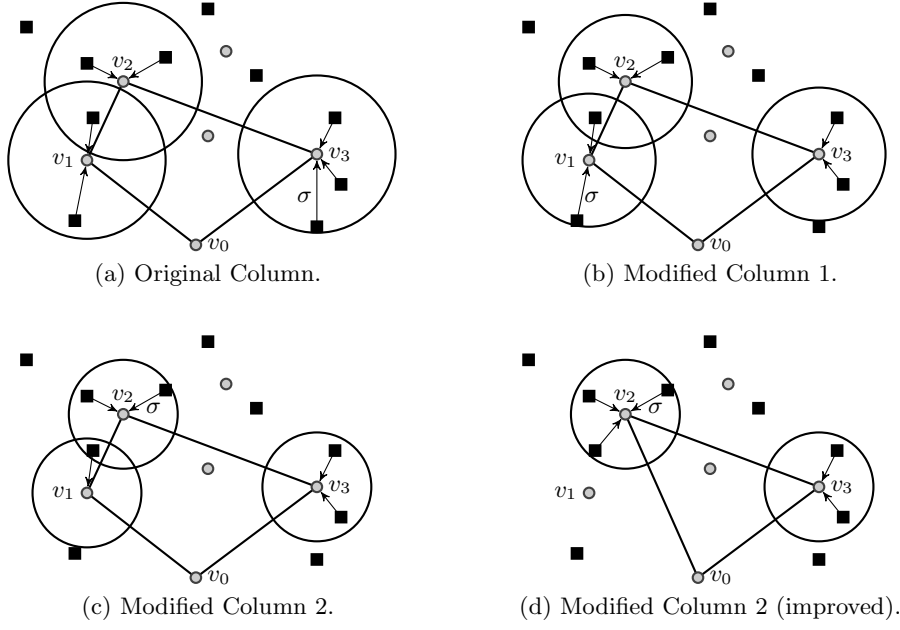 v₂
v₁
v₃
σ
v₀
(a) Original Column.
v₂
v₁
v₃
σ
v₀
(b) Modified Column 1.
v₂
σ
v₁
v₃
v₀
(c) Modified Column 2.
v₂
σ
v₁
v₃
v₀
(d) Modified Column 2 (improved).